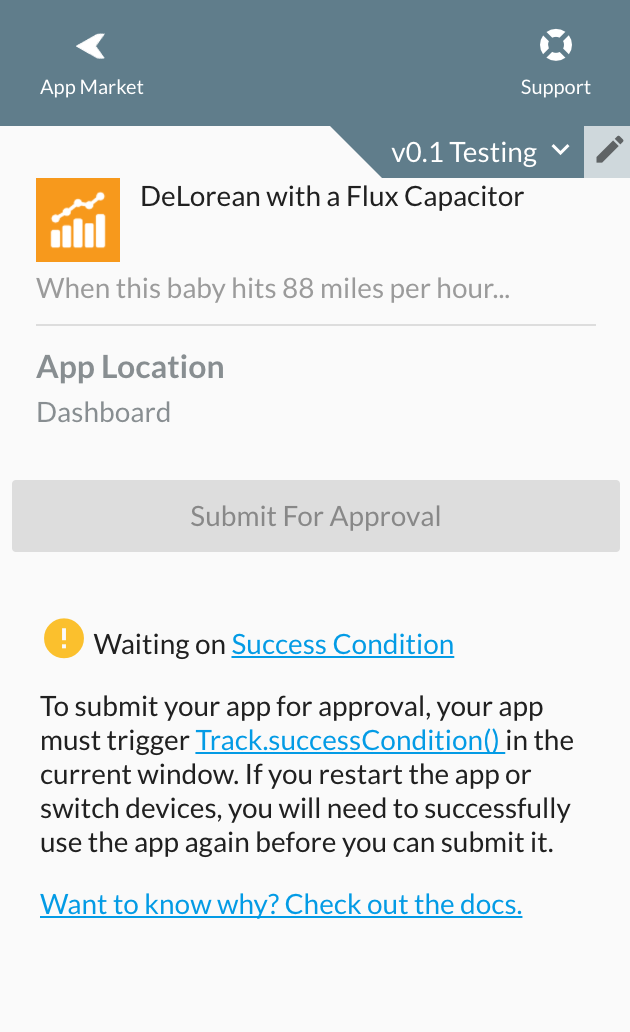 App Market
Support
v0.1 Testing
DeLorean with a Flux Capacitor
When this baby hits 88 miles per hour...
App Location
Dashboard
Submit For Approval
Waiting on Success Condition
To submit your app for approval, your app
must trigger Track.successCondition() in the
current window. If you restart the app or
switch devices, you will need to successfully
use the app again before you can submit it.
Want to know why? Check out the docs.